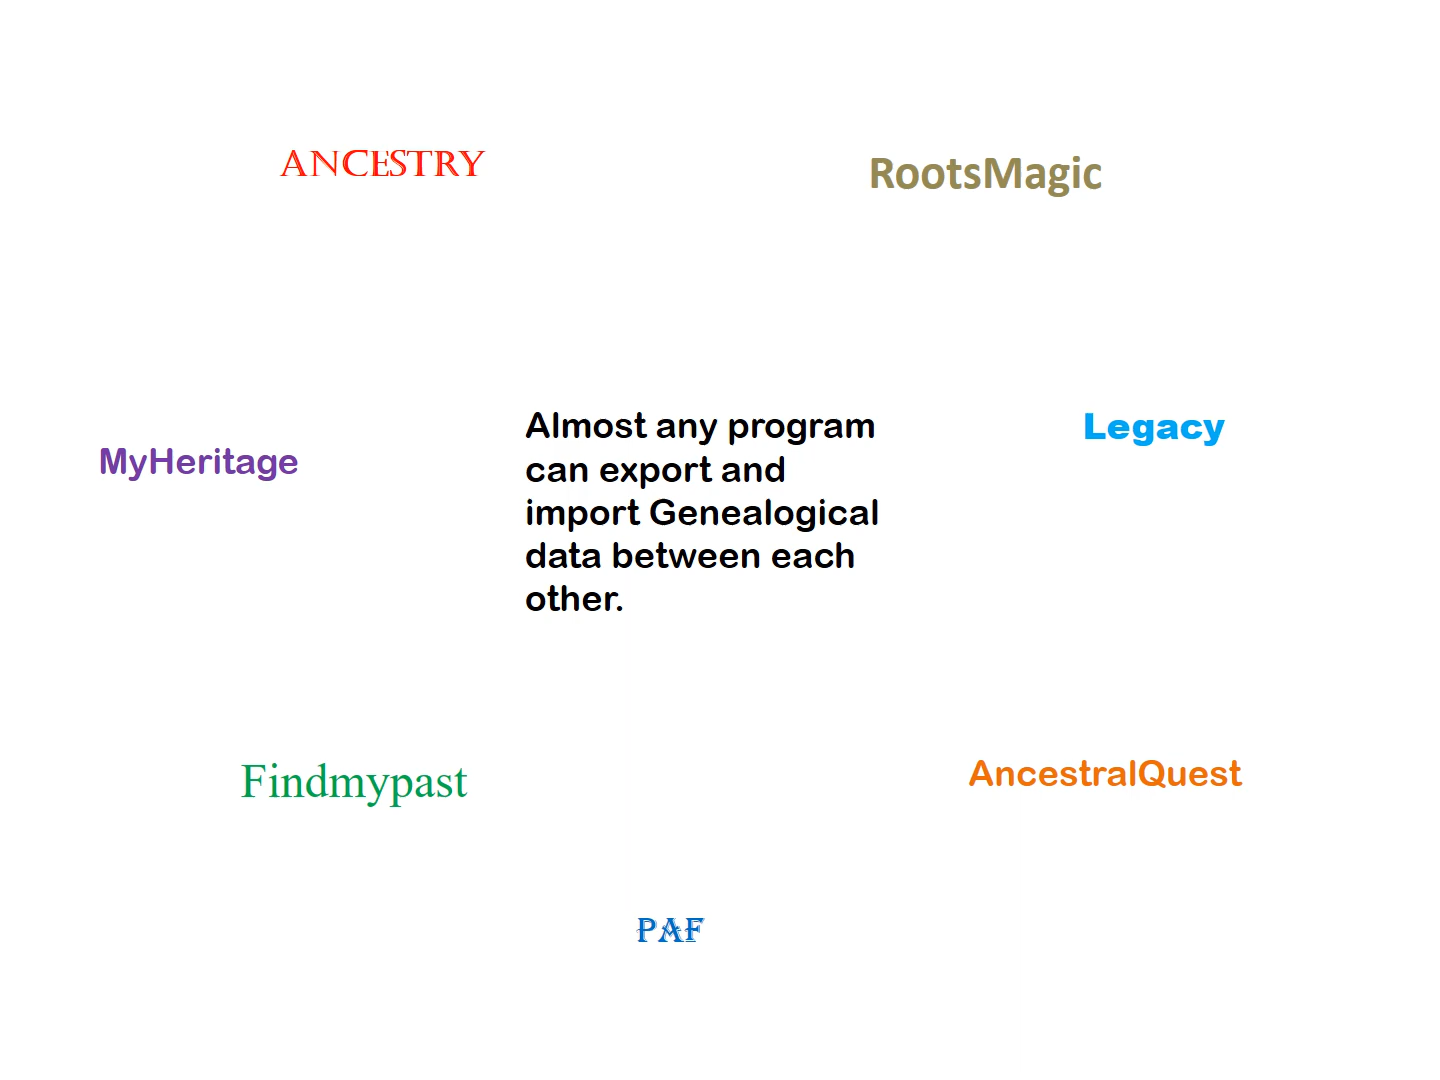 ANCESTRY
RootsMagic
MyHeritage
Almost any program
can export and
import Genealogical
data between each
other.
Legacy
Findmypast
AncestralQuest
PAF